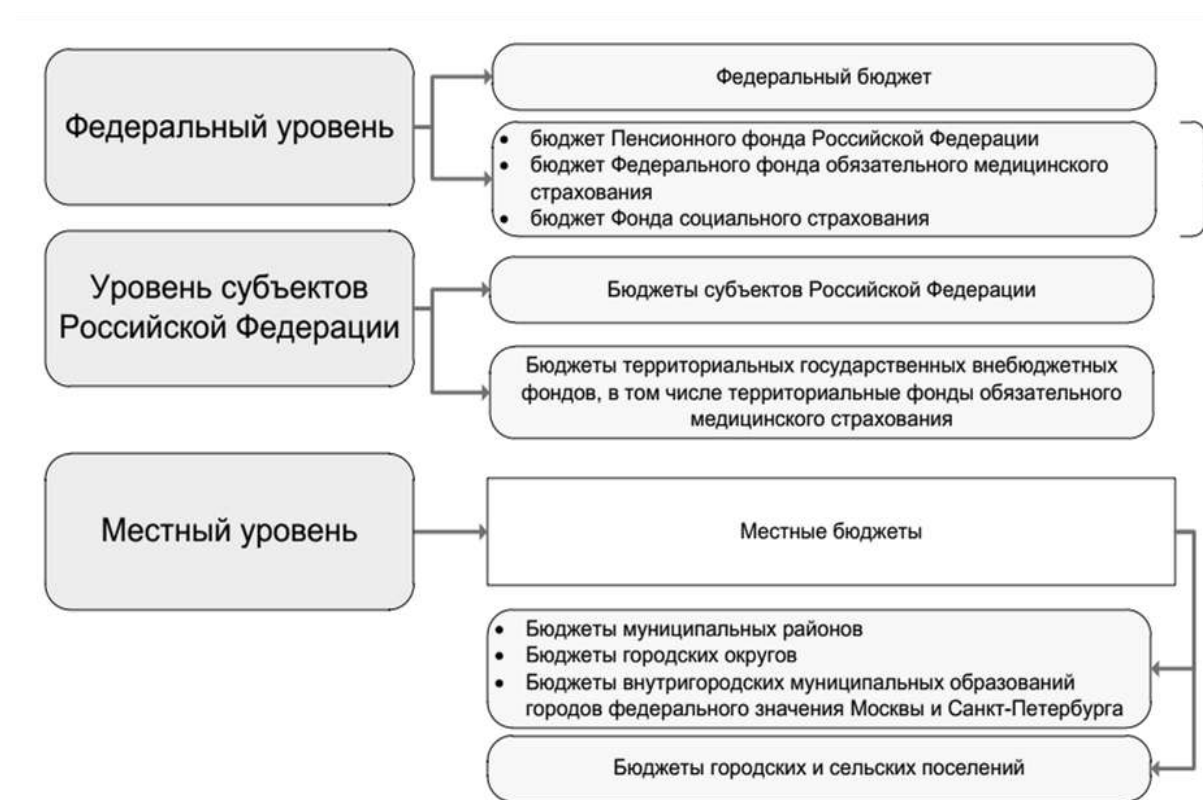 Федеральный уровень
Федеральный бюджет
• бюджет Пенсионного фонда Российской Федерации
• бюджет Федерального фонда обязательного медицинского
страхования
• бюджет Фонда социального страхования
Уровень субъектов
Российской Федерации
Бюджеты субъектов Российской Федерации
Бюджеты территориальных государственных внебюджетных
фондов, в том числе территориальные фонды обязательного
медицинского страхования
Местный уровень
Местные бюджеты
• Бюджеты муниципальных районов
• Бюджеты городских округов
• Бюджеты внутригородских муниципальных образований
городов федерального значения Москвы и Санкт-Петербурга
Бюджеты городских и сельских поселений